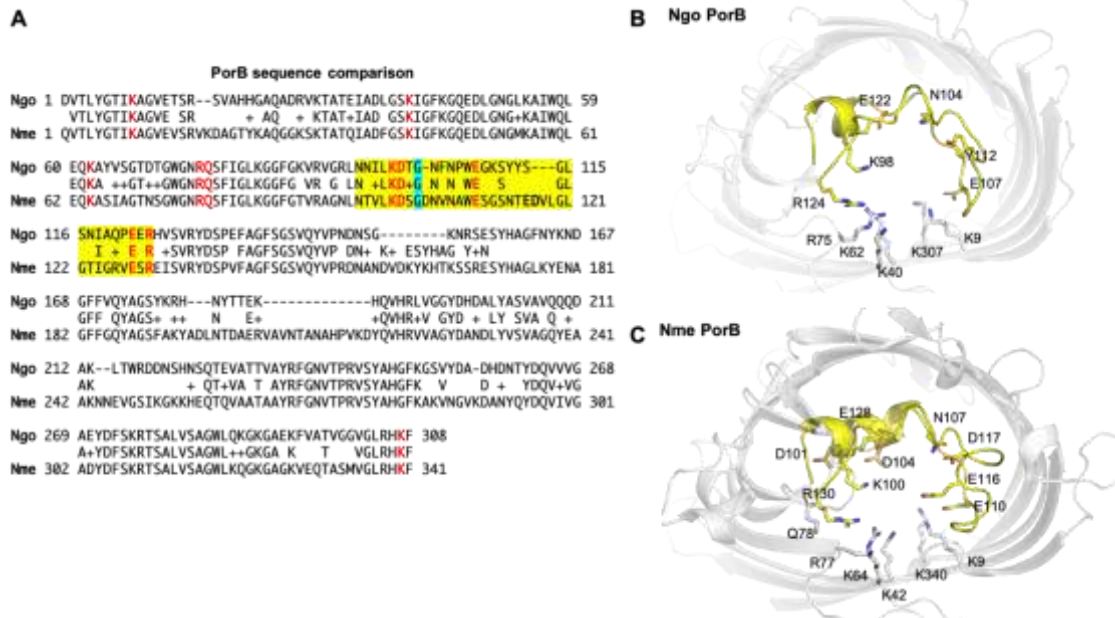 A
PorB sequence comparison
Ngo 1 DVTLYGTIKAGVETSR--SVAHHGAQADRVKTATEIADLGSKIGFKGQEDLGNGLKAIWQL 59
VTLYGTIKAGVE SR + AQ + KTAT+IAD GSKIGFKGQEDLGNG+KAIWQL
Nme 1 QVTLYGTIKAGVEVSRVKDAGTYKAQGGKSKTATQIADFGSKIGFKGQEDLGNGMKAIWQL 61
Ngo 60 EQKAYVSGTDTGWGNRQSFIGLKGGFGKVRVGRLNNILKDTG-NFNPWEGKSYYS---GL 115
EQKA ++GT++GWGNRQSFIGLKGGFG VR G LN +LKD+G N N WE S GL
Nme 62 EQKASIAGTNSGWGNRQSFIGLKGGFGTVRAGNLNTVLKDSGDNVNAWESGSNTEDVLGL 121
Ngo 116 SNIAQPEERHVSVRYDSPEFAGFSGSVQYVPNDNSG---------KNRSESYHAGFNYKND 167
I + E R +SVRYDSP FAGFSGSVQYVP DN+ K+ ESYHAG Y+N
Nme 122 GTIGRVESREISVRYDSPVFAGFSGSVQYVPRDNANDVDKYKHTKSSRESYHAGLKYENA 181
Ngo 168 GFFVQYAGSYKRH---NYTTEK-------------HQVHRLVGGYDHDALYASVAVQQQD 211
GFF QYAGS+ ++ N E+ +QVHR+V GYD + LY SVA Q +
Nme 182 GFFGQYAGSFAKYADLNTDAERVAVNTANAHPVKDYQVHRVVAGYDANDLYVSVAGQYEA 241
Ngo 212 AK--LTWRDDNSHNSQTEVATTVAYRFGNVTPRVSYAHGFKGSVYDA-DHDNTYDQVVVG 268
AK + QT+VA T AYRFGNVTPRVSYAHGFK V D + YDQV+VG
Nme 242 AKNNEVGSIKGKKHEQTQVAATAAYRFGNVTPRVSYAHGFKAKVNGVKDANYQYDQVIVG 301
Ngo 269 AEYDFSKRTSALVSAGWLQKGKGAEKFVATVGGVGLRHKF 308
A+YDFSKRTSALVSAGWL++GKGA K T VGLRHKF
Nme 302 ADYDFSKRTSALVSAGWLKQGKGAGKVEQTASMVGLRHKF 341
B Ngo PorB
E122
N104
Y112
K98
E107
R124
R75
K62
K40
K307
K9
C Nme PorB
E128
N107
D117
D101
D104
K100
E116
R130
E110
Q78
R77
K64
K42
K340
K9